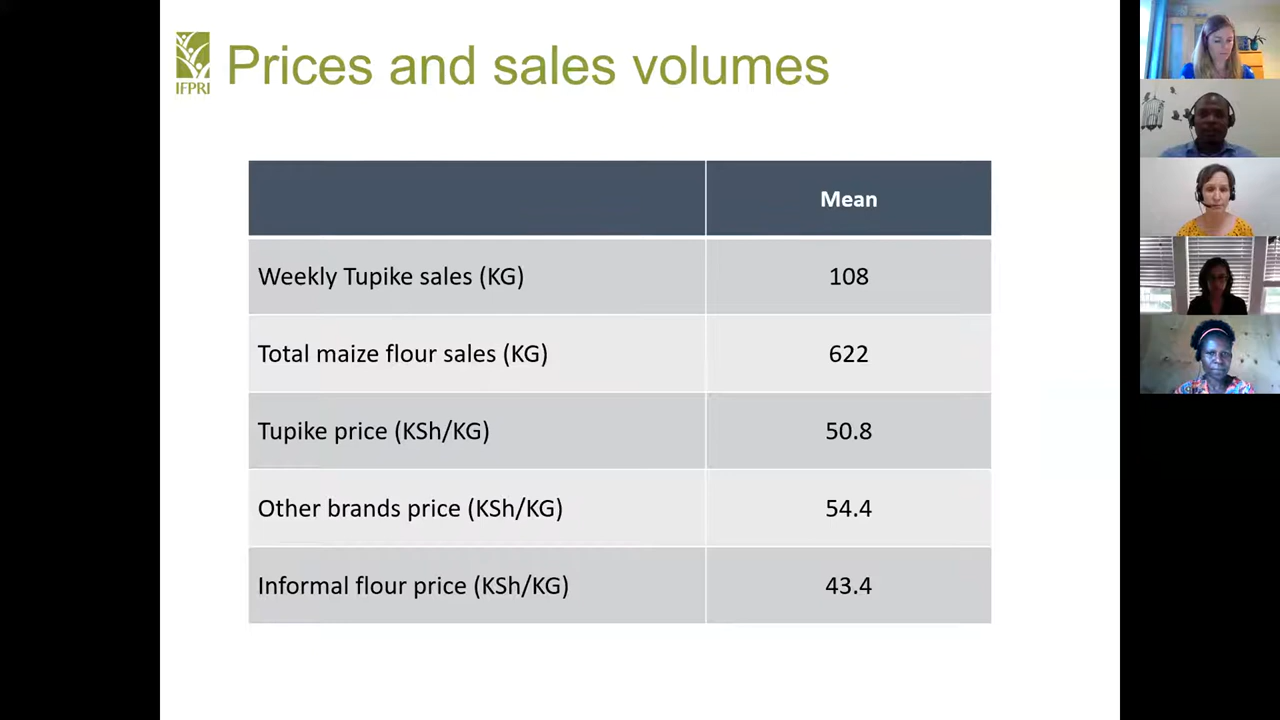 IFPRI
Prices and sales volumes
Mean
Weekly Tupike sales (KG) 108
Total maize flour sales (KG) 622
Tupike price (KSh/KG) 50.8
Other brands price (KSh/KG) 54.4
Informal flour price (KSh/KG) 43.4